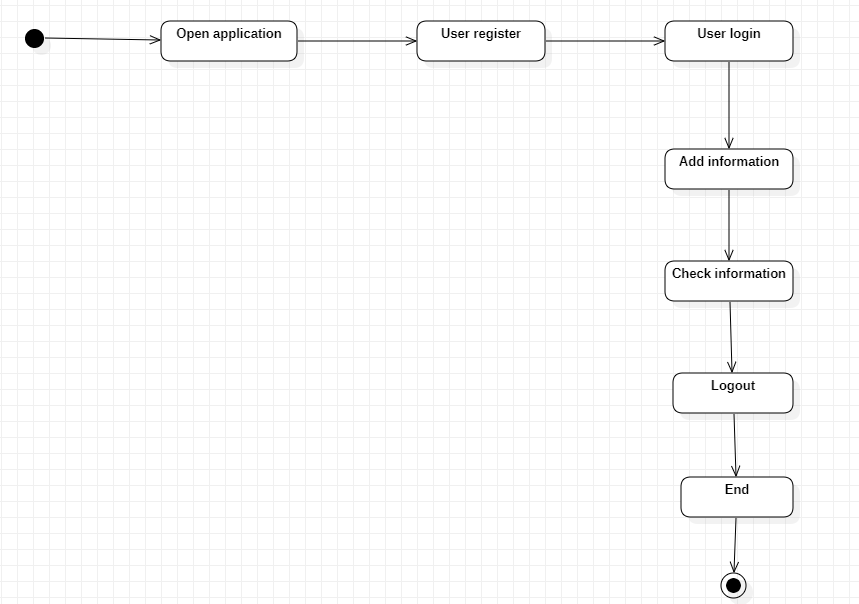 Open application
User register
User login
Add information
Check information
Logout
End